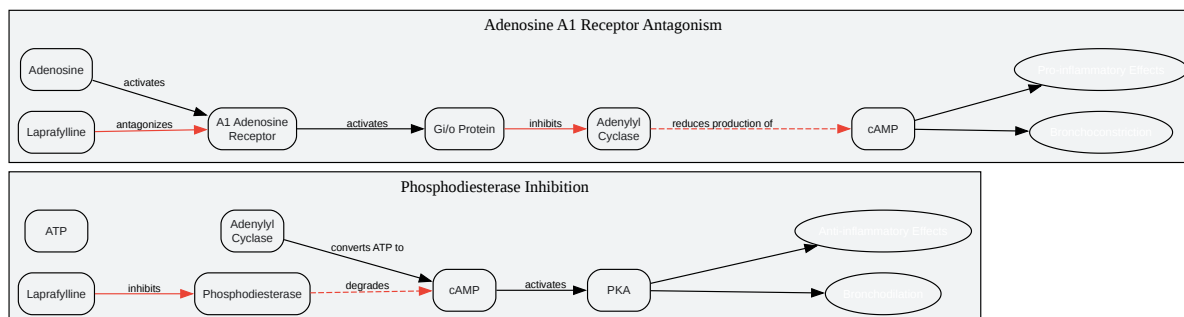 Adenosine A1 Receptor Antagonism
Adenosine
activates
Laprafylline
antagonizes
A1 Adenosine
Receptor
activates
Gi/o Protein
inhibits
Adenylyl
Cyclase
reduces production of
cAMP
Pro-inflammatory Effects
Bronchoconstriction
Phosphodiesterase Inhibition
ATP
Adenylyl
Cyclase
converts ATP to
Laprafylline
inhibits
Phosphodiesterase
degrades
cAMP
activates
PKA
Anti-inflammatory Effects
Bronchodilation